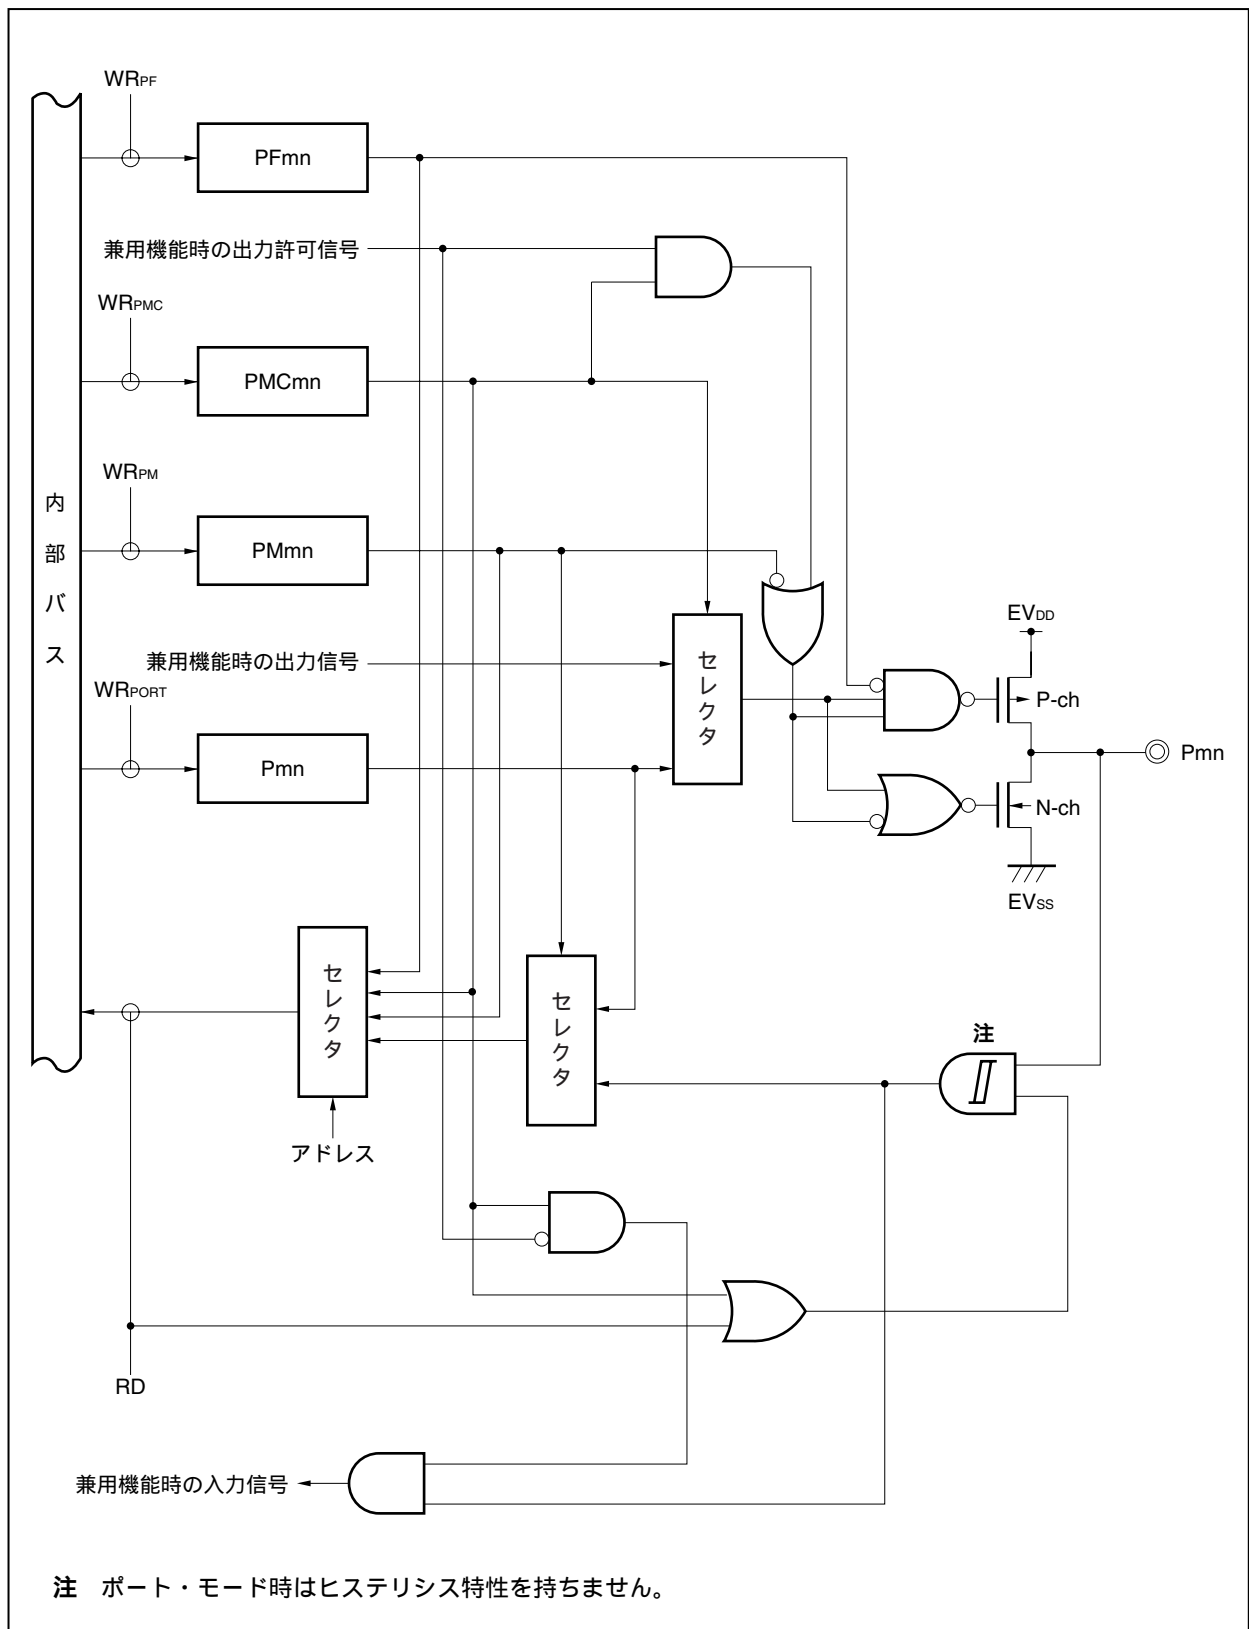 WRPF
PFmn
兼用機能時の出力許可信号
WRPMC
PMCmn
WRPM
PMmn
内部バス
兼用機能時の出力信号
セレクタ
EVDD
P-ch
WRPORT
Pmn
Pmn
N-ch
EVSS
セレクタ
セレクタ
注
アドレス
RD
兼用機能時の入力信号
注 ポート・モード時はヒステリシス特性を持ちません。